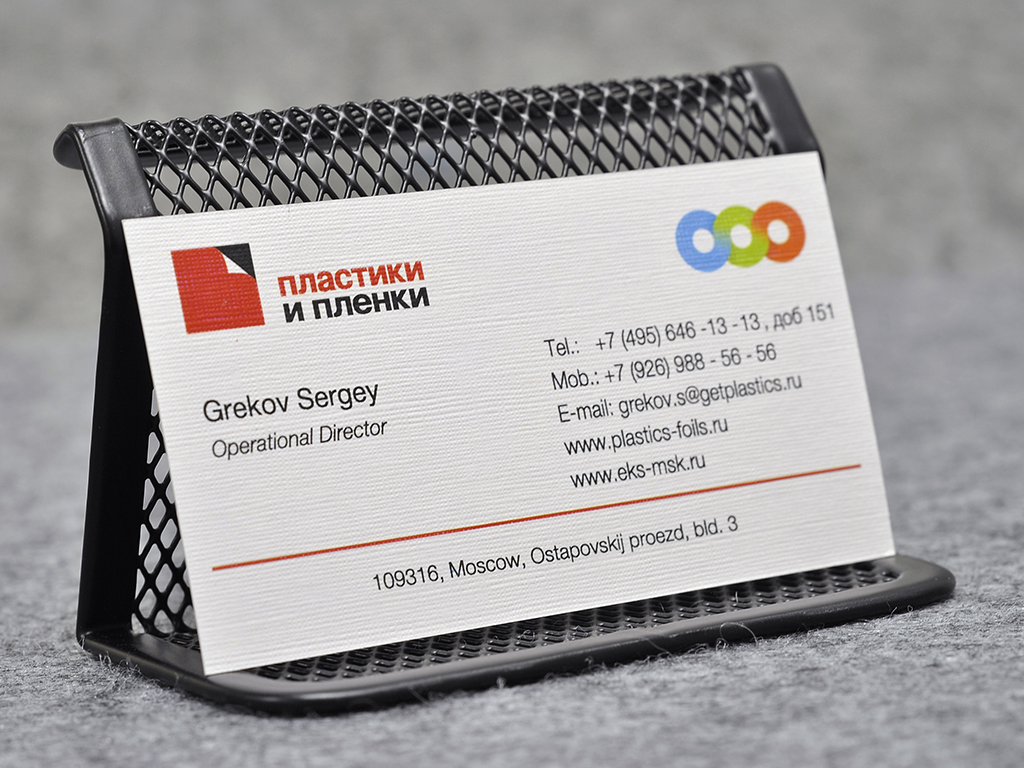 пластики
и пленки
Grekov Sergey
Operational Director
Tel.: +7 (495) 646 -13 -13 , доб 151
Mob.: +7 (926) 988 - 56 - 56
E-mail: grekov.s@getplastics.ru
www.plastics-foils.ru
www.eks-msk.ru
109316, Moscow, Ostapovskij proezd, bld. 3